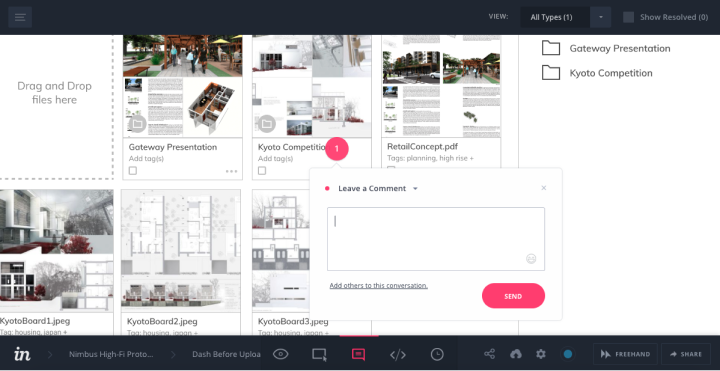 VIEW: All Types (1) Show Resolved (0)
Gateway Presentation
Kyoto Competition
Drag and Drop
files here
Gateway Presentation
Add tag(s)
Kyoto Competitio
Add tag(s)
1
RetailConcept.pdf
Tags: planning, high rise +
Leave a Comment
Add others to this conversation.
SEND
KyotoBoard1.jpeg
Tag: housing, japan +
KyotoBoard2.jpeg
Tag: housing, japan +
KyotoBoard3.jpeg
Tag: housing, japan +
in Nimbus High-Fi Proto... Dash Before Uploa FREEHAND SHARE